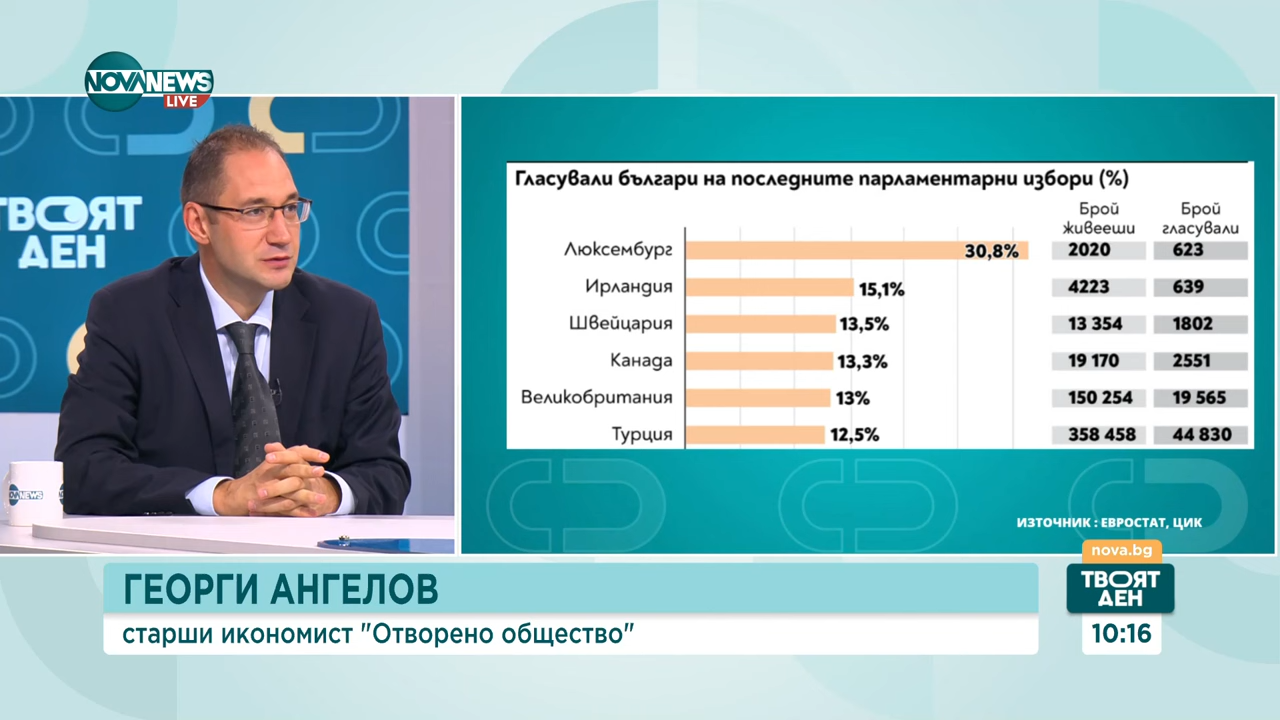 NOVANEWS
LIVE
ТВОЯТ
ДЕН
NOVANEWS
Гласували българи на последните парламентарни избори (%)
Брой живееши
Брой гласували
Люксембург 30,8% 2020 623
Ирландия 15,1% 4223 639
Швейцария 13,5% 13 354 1802
Канада 13,3% 19 170 2551
Великобритания 13% 150 254 19 565
Турция 12,5% 358 458 44 830
ИЗТОЧНИК : ЕВРОСТАТ, ЦИК
nova.bg
ТВОЯТ
ДЕН
10:16
ГЕОРГИ АНГЕЛОВ
старши икономист "Отворено общество"